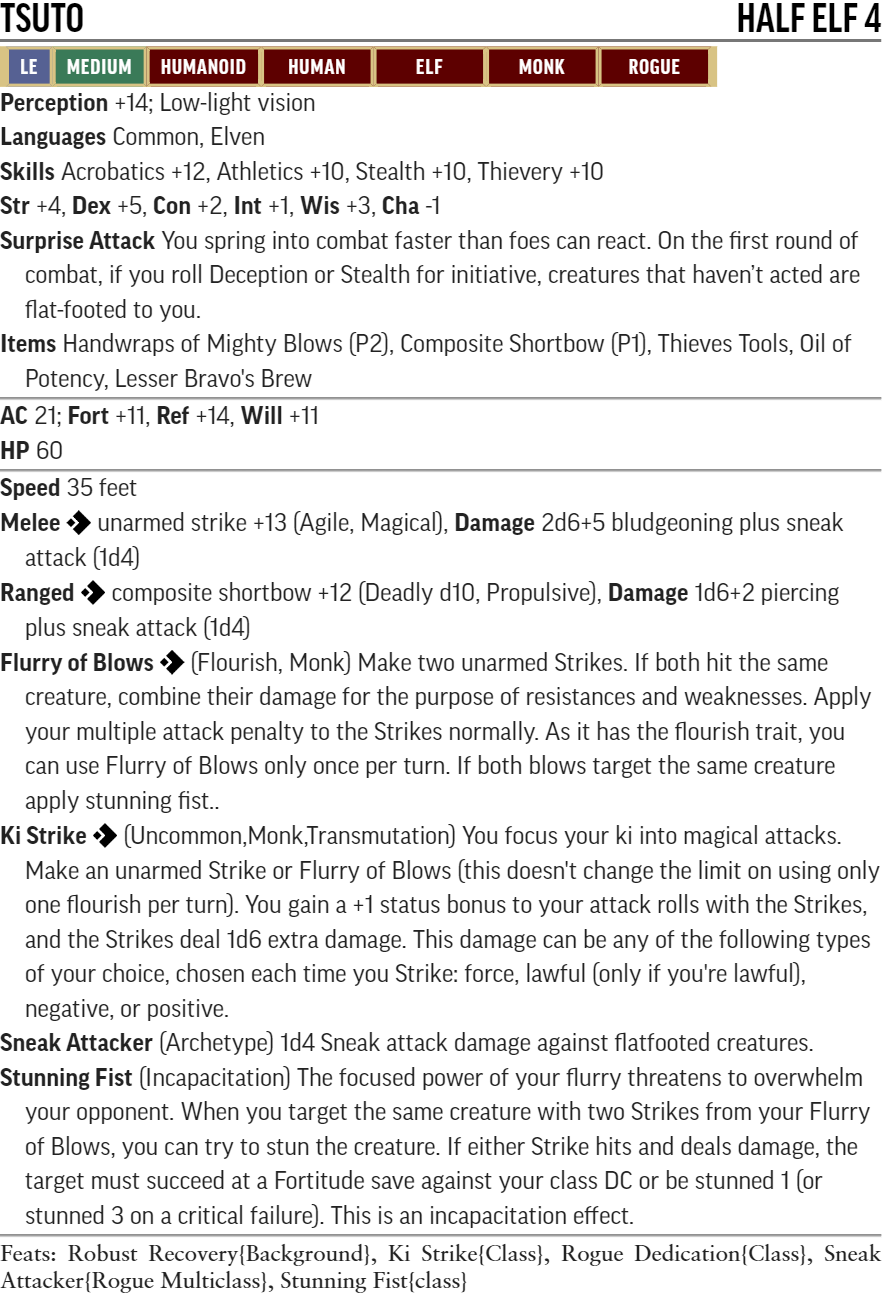 TSUTO HALF ELF 4
LE MEDIUM HUMANOID HUMAN ELF MONK ROGUE
Perception +14; Low-light vision
Languages Common, Elven
Skills Acrobatics +12, Athletics +10, Stealth +10, Thievery +10
Str +4, Dex +5, Con +2, Int +1, Wis +3, Cha -1
Surprise Attack You spring into combat faster than foes can react. On the first round of
combat, if you roll Deception or Stealth for initiative, creatures that haven’t acted are
flat-footed to you.
Items Handwraps of Mighty Blows (P2), Composite Shortbow (P1), Thieves Tools, Oil of
Potency, Lesser Bravo's Brew
AC 21; Fort +11, Ref +14, Will +11
HP 60
Speed 35 feet
Melee unarmed strike +13 (Agile, Magical), Damage 2d6+5 bludgeoning plus sneak
attack (1d4)
Ranged composite shortbow +12 (Deadly d10, Propulsive), Damage 1d6+2 piercing
plus sneak attack (1d4)
Flurry of Blows (Flourish, Monk) Make two unarmed Strikes. If both hit the same
creature, combine their damage for the purpose of resistances and weaknesses. Apply
your multiple attack penalty to the Strikes normally. As it has the flourish trait, you
can use Flurry of Blows only once per turn. If both blows target the same creature
apply stunning fist..
Ki Strike (Uncommon,Monk,Transmutation) You focus your ki into magical attacks.
Make an unarmed Strike or Flurry of Blows (this doesn't change the limit on using only
one flourish per turn). You gain a +1 status bonus to your attack rolls with the Strikes,
and the Strikes deal 1d6 extra damage. This damage can be any of the following types
of your choice, chosen each time you Strike: force, lawful (only if you're lawful),
negative, or positive.
Sneak Attacker (Archetype) 1d4 Sneak attack damage against flatfooted creatures.
Stunning Fist (Incapacitation) The focused power of your flurry threatens to overwhelm
your opponent. When you target the same creature with two Strikes from your Flurry
of Blows, you can try to stun the creature. If either Strike hits and deals damage, the
target must succeed at a Fortitude save against your class DC or be stunned 1 (or
stunned 3 on a critical failure). This is an incapacitation effect.
Feats: Robust Recovery{Background}, Ki Strike{Class}, Rogue Dedication{Class}, Sneak
Attacker{Rogue Multiclass}, Stunning Fist{class}